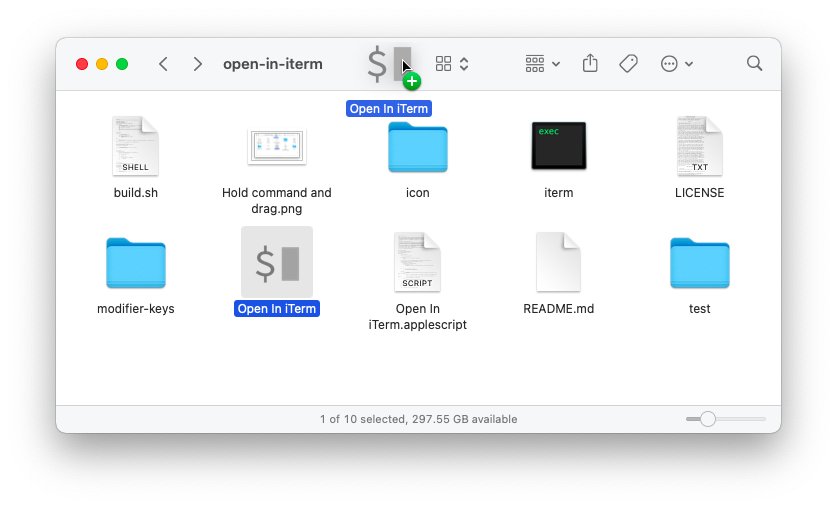 open-in-iterm
$
Open In iTerm
SHELL
exec
TXT
build.sh
Hold command and
drag.png
icon
iterm
LICENSE
$
SCRIPT
modifier-keys
Open In iTerm
Open In
iTerm.applescript
README.md
test
1 of 10 selected, 297.55 GB available